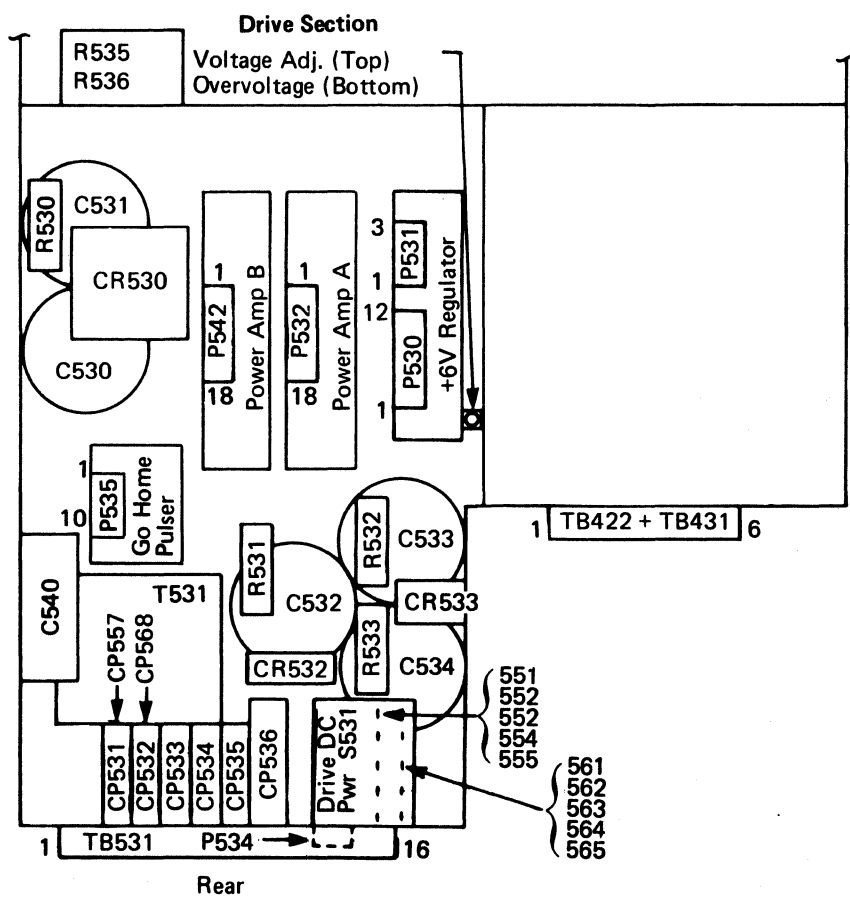 Drive Section
R535
R536
Voltage Adj. (Top)
Overvoltage (Bottom)
R530
C531
CR530
C530
1
P542
18
Power Amp B
1
P532
18
Power Amp A
3
P531
1
12
P530
1
+6V Regulator
1
P535
10
Go Home
Pulser
1
TB422 + TB431
6
C540
T531
CP557
CP568
R531
C532
CR532
R532
C533
CR533
R533
C534
CP531
CP532
CP533
CP534
CP535
CP536
Drive DC
Pwr S531
551
552
552
554
555
561
562
563
564
565
1
TB531
P534
16
Rear